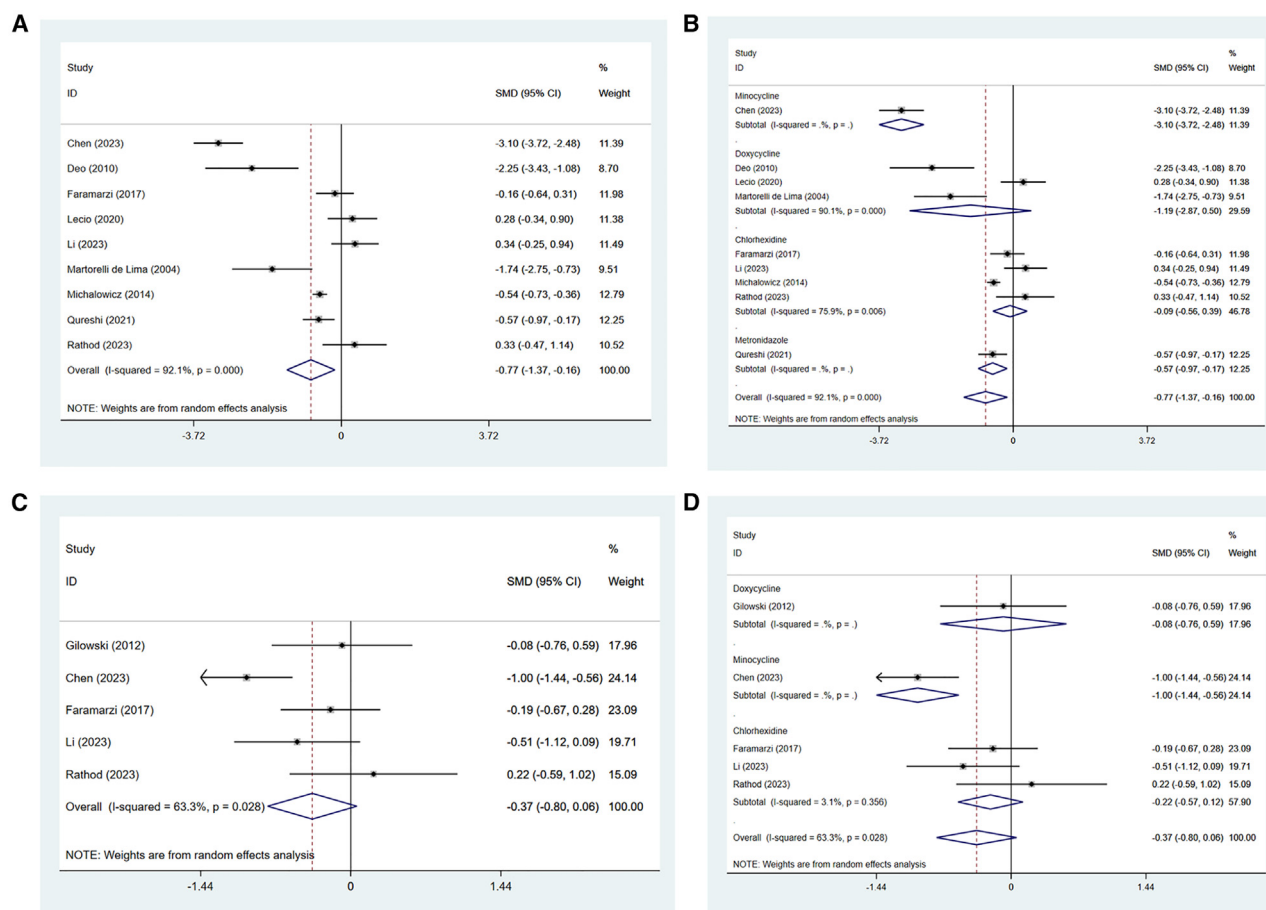 A
Study %
ID SMD (95% CI) Weight
Chen (2023) -3.10 (-3.72, -2.48) 11.39
Deo (2010) -2.25 (-3.43, -1.08) 8.70
Faramarzi (2017) -0.16 (-0.64, 0.31) 11.98
Lecio (2020) 0.28 (-0.34, 0.90) 11.38
Li (2023) 0.34 (-0.25, 0.94) 11.49
Martorelli de Lima (2004) -1.74 (-2.75, -0.73) 9.51
Michalowicz (2014) -0.54 (-0.73, -0.36) 12.79
Qureshi (2021) -0.57 (-0.97, -0.17) 12.25
Rathod (2023) 0.33 (-0.47, 1.14) 10.52
Overall (I-squared = 92.1%, p = 0.000) -0.77 (-1.37, -0.16) 100.00
NOTE: Weights are from random effects analysis
-3.72 0 3.72
B
Study %
ID SMD (95% CI) Weight
Minocycline
Chen (2023) -3.10 (-3.72, -2.48) 11.39
Subtotal (I-squared = .%, p = .) -3.10 (-3.72, -2.48) 11.39
.
Doxycycline
Deo (2010) -2.25 (-3.43, -1.08) 8.70
Lecio (2020) 0.28 (-0.34, 0.90) 11.38
Martorelli de Lima (2004) -1.74 (-2.75, -0.73) 9.51
Subtotal (I-squared = 90.1%, p = 0.000) -1.19 (-2.87, 0.50) 29.59
.
Chlorhexidine
Faramarzi (2017) -0.16 (-0.64, 0.31) 11.98
Li (2023) 0.34 (-0.25, 0.94) 11.49
Michalowicz (2014) -0.54 (-0.73, -0.36) 12.79
Rathod (2023) 0.33 (-0.47, 1.14) 10.52
Subtotal (I-squared = 75.9%, p = 0.006) -0.09 (-0.56, 0.39) 46.78
.
Metronidazole
Qureshi (2021) -0.57 (-0.97, -0.17) 12.25
Subtotal (I-squared = .%, p = .) -0.57 (-0.97, -0.17) 12.25
.
Overall (I-squared = 92.1%, p = 0.000) -0.77 (-1.37, -0.16) 100.00
NOTE: Weights are from random effects analysis
-3.72 0 3.72
C
Study %
ID SMD (95% CI) Weight
Gilowski (2012) -0.08 (-0.76, 0.59) 17.96
Chen (2023) -1.00 (-1.44, -0.56) 24.14
Faramarzi (2017) -0.19 (-0.67, 0.28) 23.09
Li (2023) -0.51 (-1.12, 0.09) 19.71
Rathod (2023) 0.22 (-0.59, 1.02) 15.09
Overall (I-squared = 63.3%, p = 0.028) -0.37 (-0.80, 0.06) 100.00
NOTE: Weights are from random effects analysis
-1.44 0 1.44
D
Study %
ID SMD (95% CI) Weight
Doxycycline
Gilowski (2012) -0.08 (-0.76, 0.59) 17.96
Subtotal (I-squared = .%, p = .) -0.08 (-0.76, 0.59) 17.96
.
Minocycline
Chen (2023) -1.00 (-1.44, -0.56) 24.14
Subtotal (I-squared = .%, p = .) -1.00 (-1.44, -0.56) 24.14
.
Chlorhexidine
Faramarzi (2017) -0.19 (-0.67, 0.28) 23.09
Li (2023) -0.51 (-1.12, 0.09) 19.71
Rathod (2023) 0.22 (-0.59, 1.02) 15.09
Subtotal (I-squared = 3.1%, p = 0.356) -0.22 (-0.57, 0.12) 57.90
.
Overall (I-squared = 63.3%, p = 0.028) -0.37 (-0.80, 0.06) 100.00
NOTE: Weights are from random effects analysis
-1.44 0 1.44